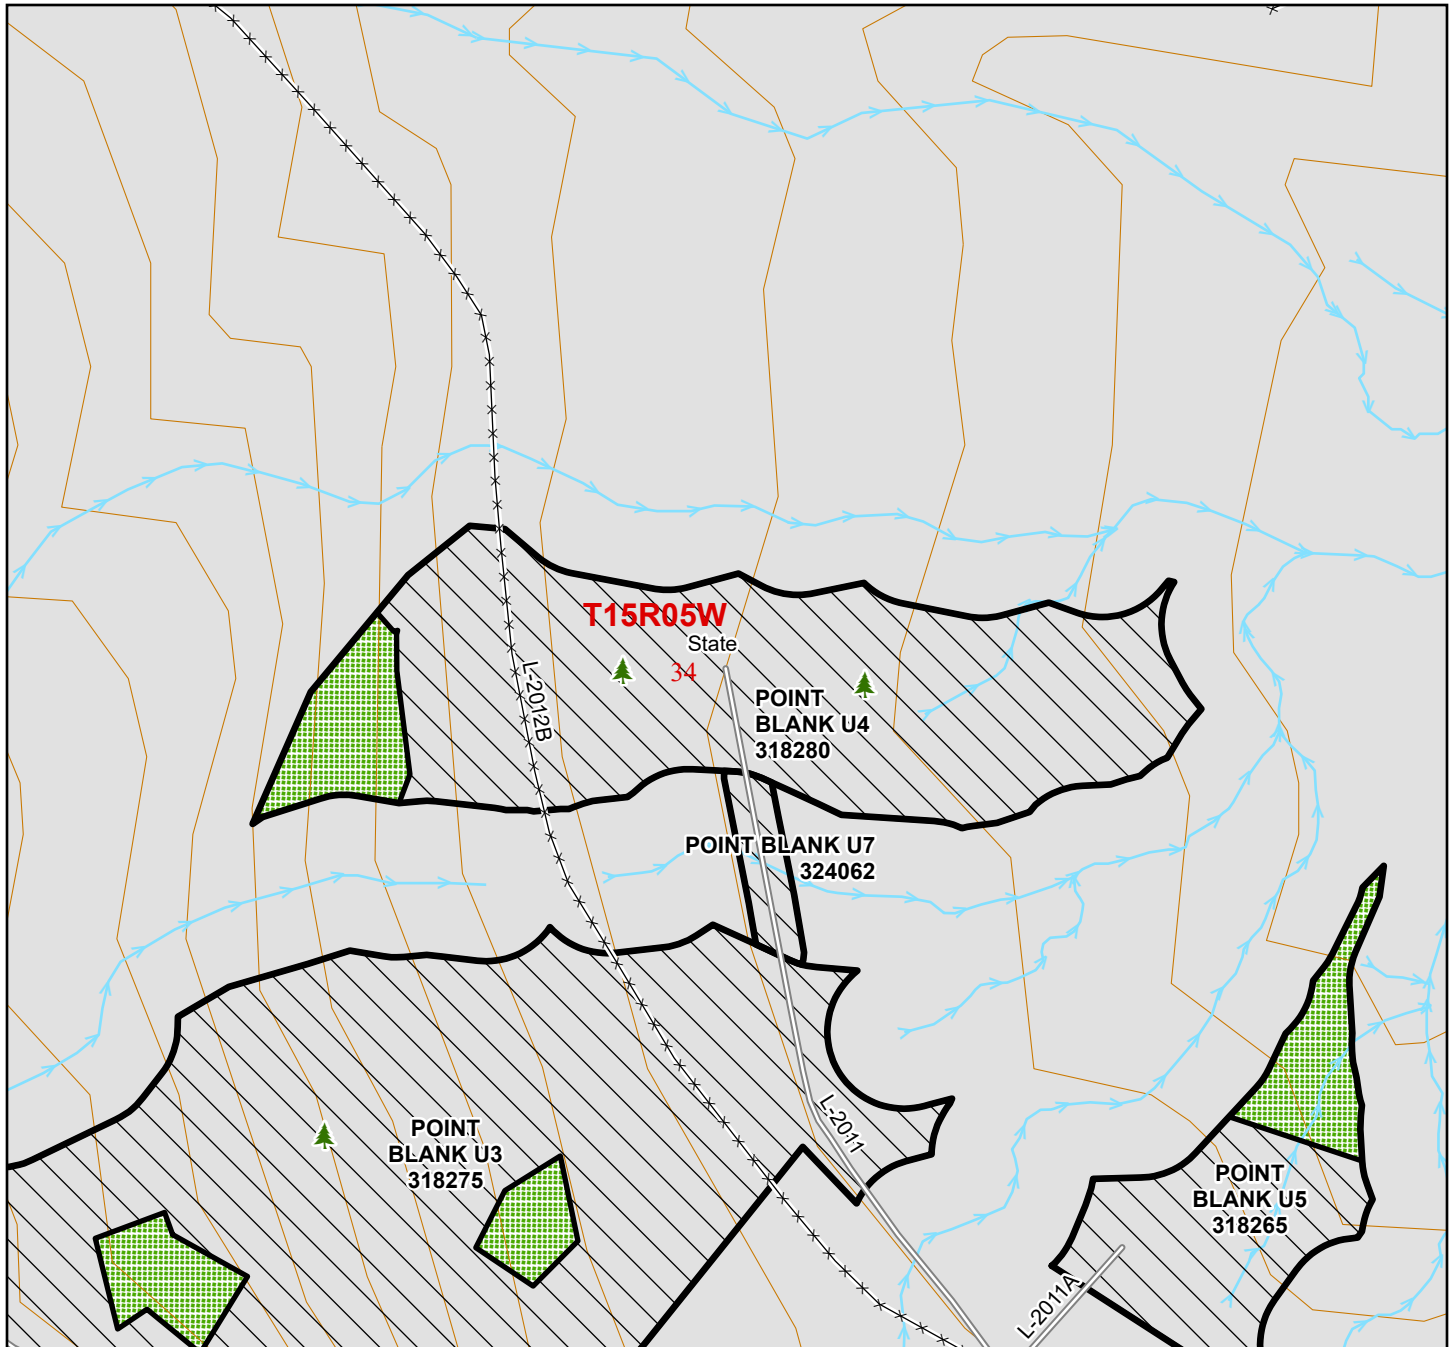 T15R05W
State
34
L-2012B
POINT
BLANK U4
318280
POINT BLANK U7
324062
L-2011
POINT
BLANK U3
318275
POINT
BLANK U5
318265
L-2011A